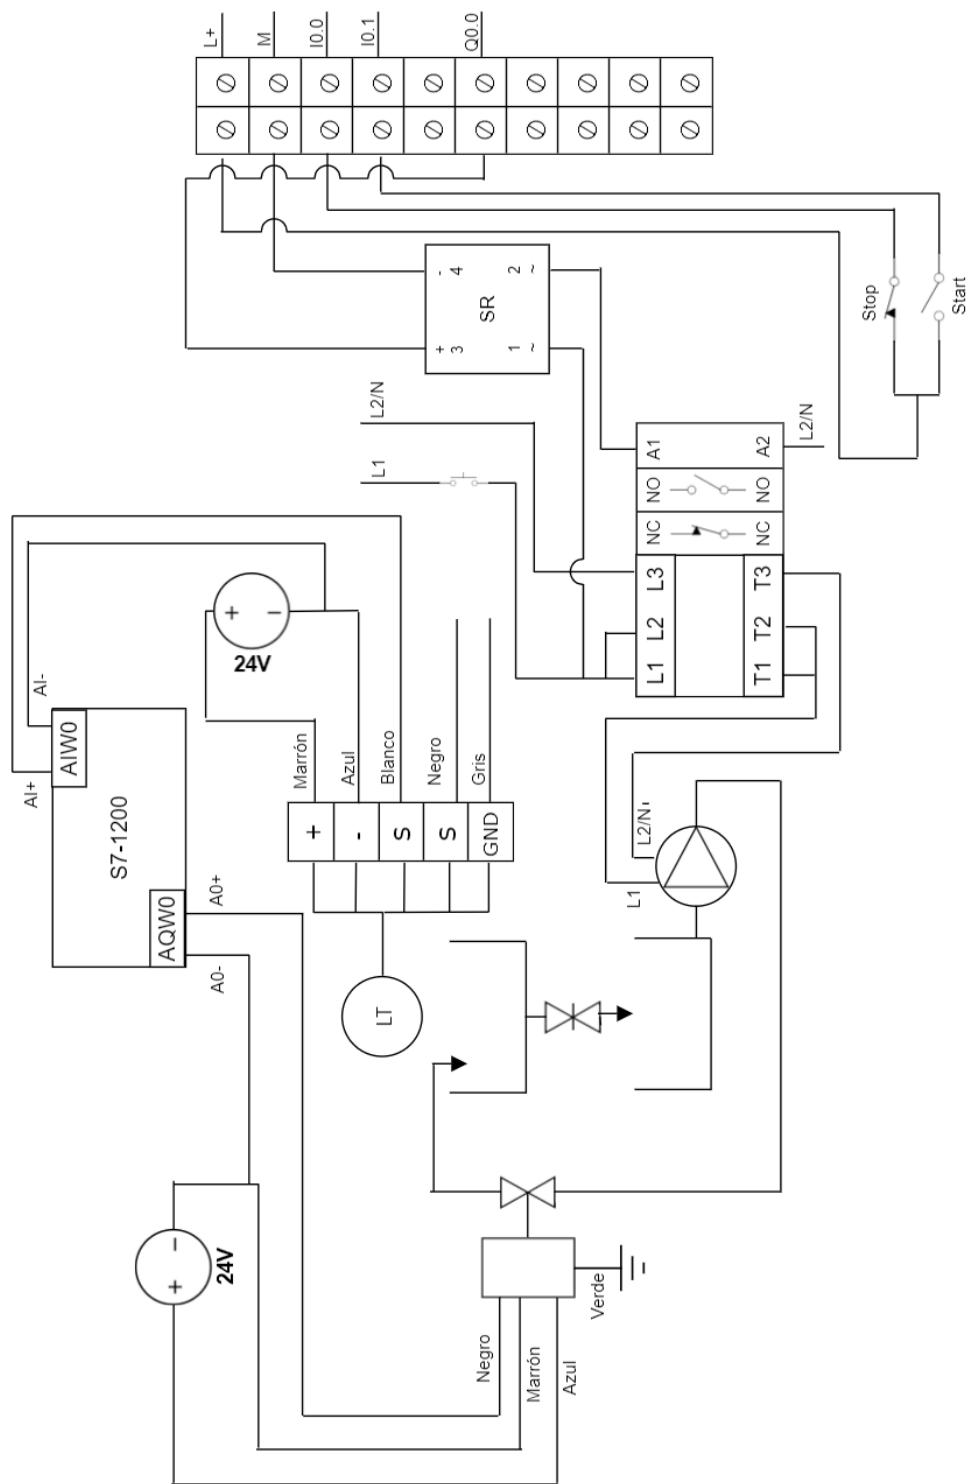 L+
M
I0.0
I0.1
Q0.0
- 4
2 ~
SR
+ 3
1 ~
Stop
Start
L2/N
L1
A1
A2
L2/N
NO
NO
NC
NC
L1 L2 L3
T1 T2 T3
AI-
AI+
AIW0
S7-1200
AQW0
A0+
A0-
+ -
24V
Marrón
Azul
Blanco
Negro
Gris
+
-
S
S
GND
LT
L2/N
L1
+ -
24V
Negro
Marrón
Azul
Verde